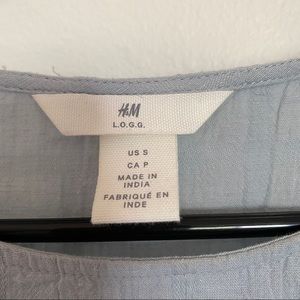 H&M
L.O.G.G.
US S
CA P
MADE IN
INDIA
FABRIQUÉ EN
INDE